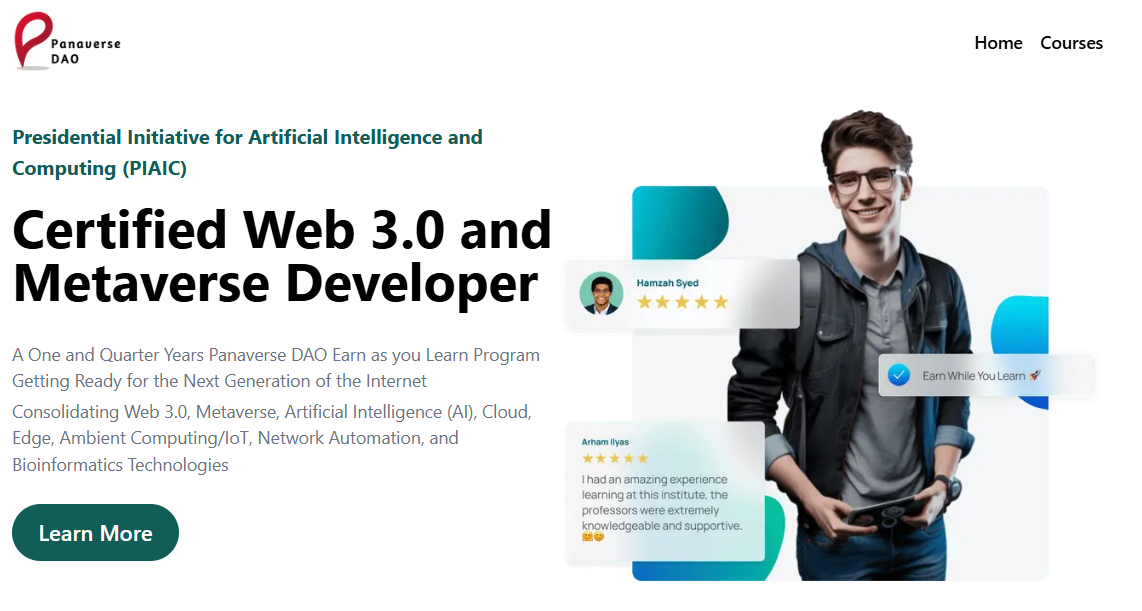 Panaverse
DAO
Home
Courses
Presidential Initiative for Artificial Intelligence and
Computing (PIAIC)
Certified Web 3.0 and
Metaverse Developer
A One and Quarter Years Panaverse DAO Earn as you Learn Program
Getting Ready for the Next Generation of the Internet
Consolidating Web 3.0, Metaverse, Artificial Intelligence (AI), Cloud,
Edge, Ambient Computing/IoT, Network Automation, and
Bioinformatics Technologies
Learn More
Hamzah Syed
Earn While You Learn 🚀
Arham Ilyas
I had an amazing experience
learning at this institute, the
professors were extremely
knowledgeable and supportive.
🤗😊